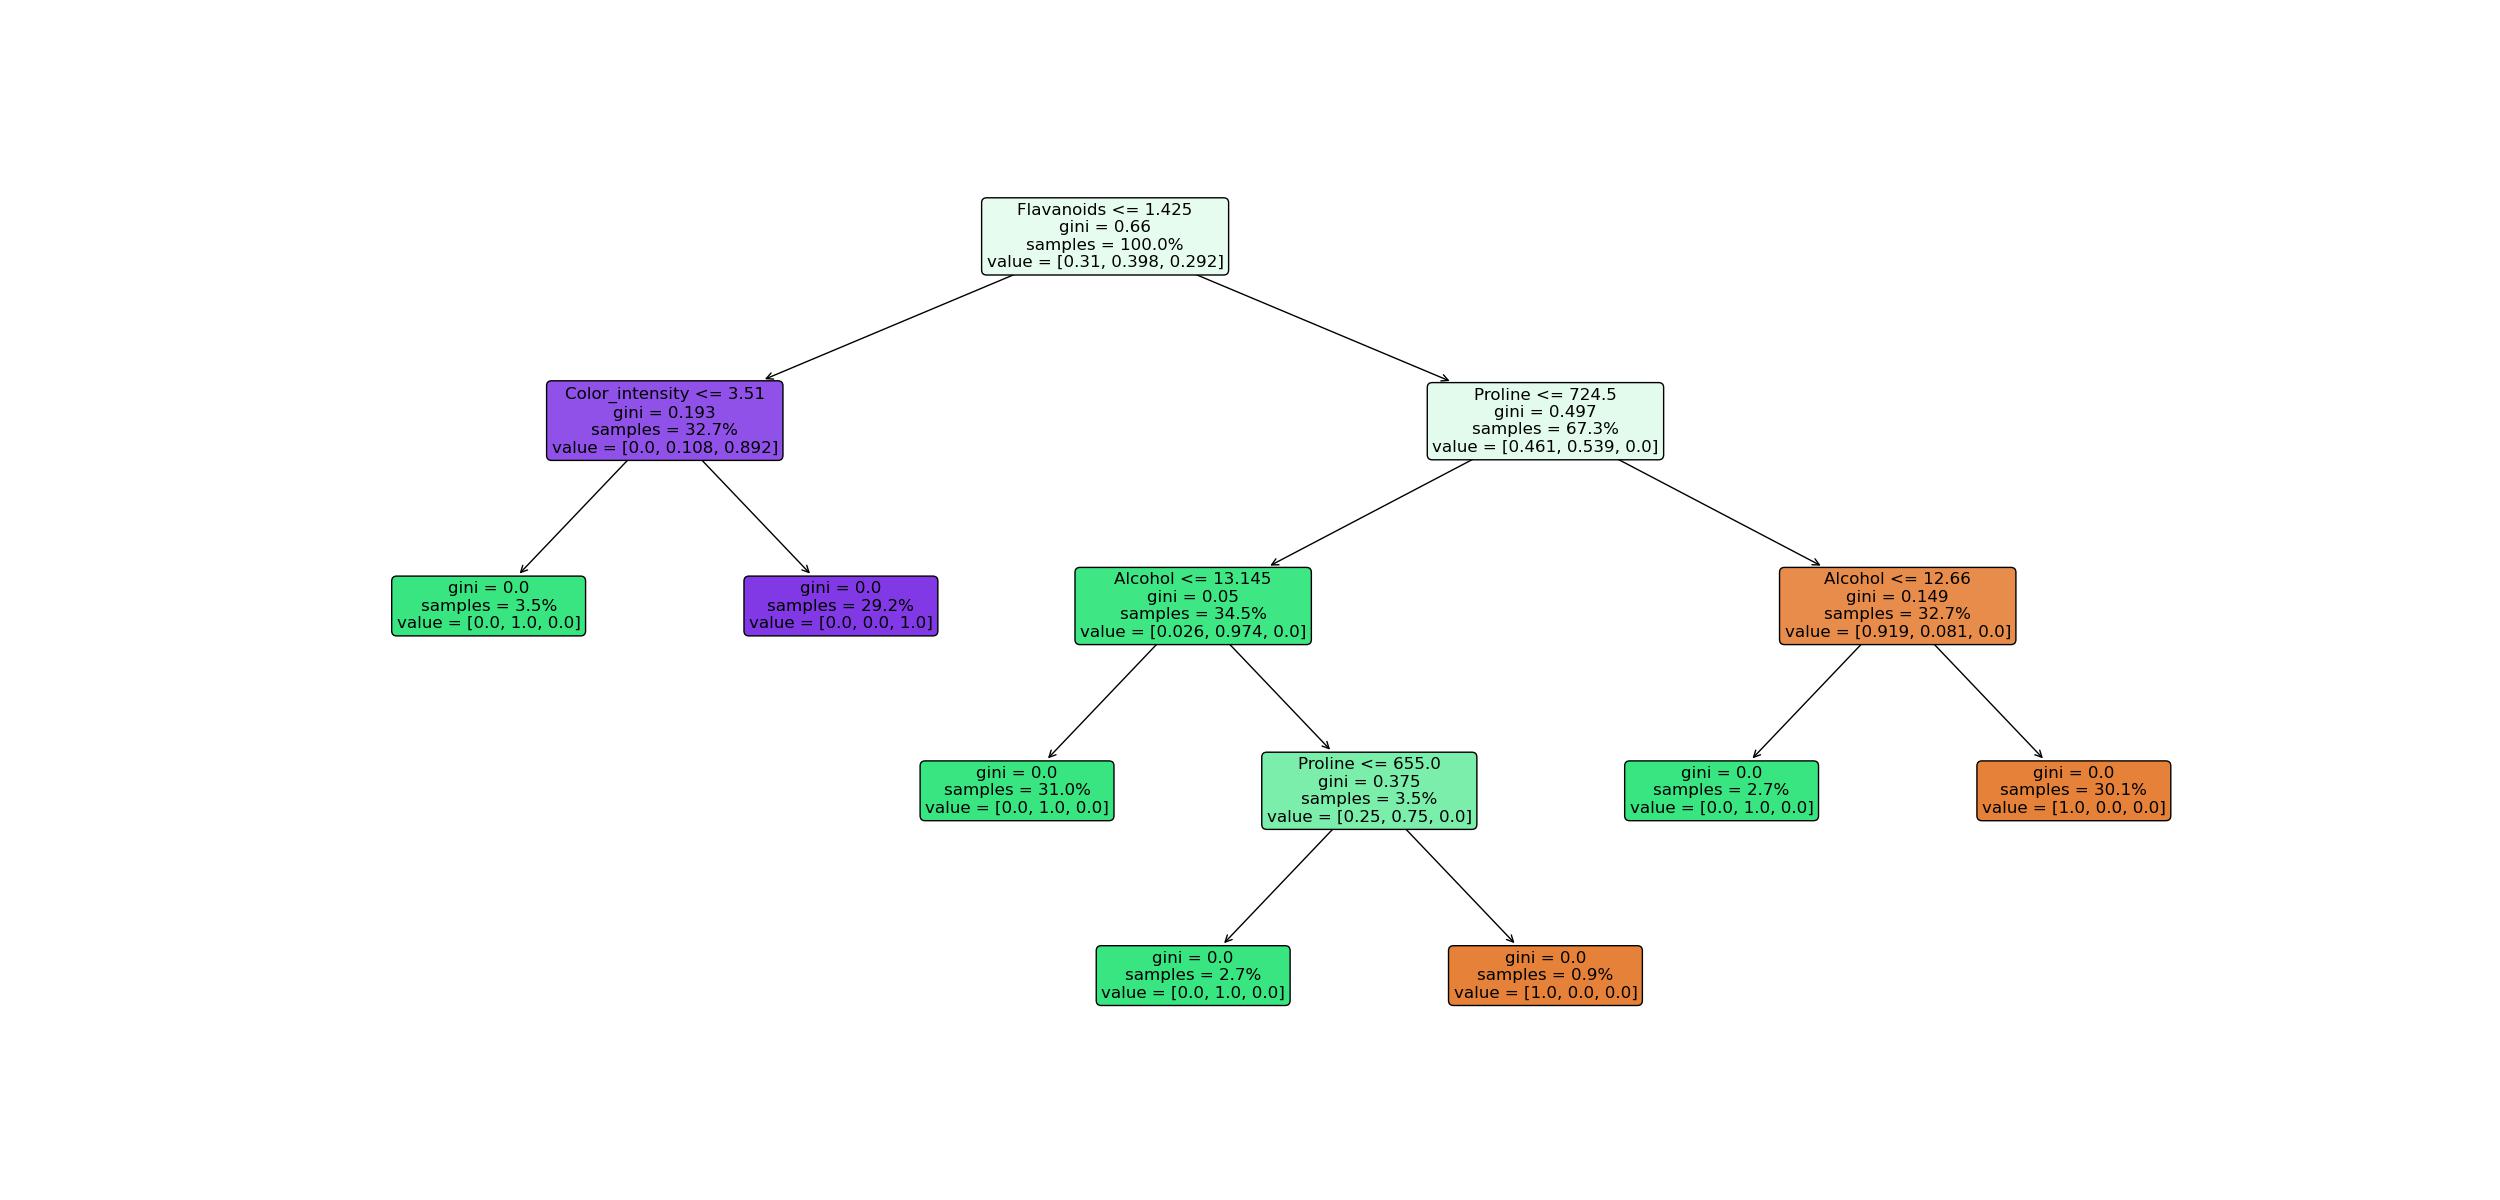 Flavanoids <= 1.425
gini = 0.66
samples = 100.0%
value = [0.31, 0.398, 0.292]
Color_intensity <= 3.51
gini = 0.193
samples = 32.7%
value = [0.0, 0.108, 0.892]
Proline <= 724.5
gini = 0.497
samples = 67.3%
value = [0.461, 0.539, 0.0]
gini = 0.0
samples = 3.5%
value = [0.0, 1.0, 0.0]
gini = 0.0
samples = 29.2%
value = [0.0, 0.0, 1.0]
Alcohol <= 13.145
gini = 0.05
samples = 34.5%
value = [0.026, 0.974, 0.0]
Alcohol <= 12.66
gini = 0.149
samples = 32.7%
value = [0.919, 0.081, 0.0]
gini = 0.0
samples = 31.0%
value = [0.0, 1.0, 0.0]
Proline <= 655.0
gini = 0.375
samples = 3.5%
value = [0.25, 0.75, 0.0]
gini = 0.0
samples = 2.7%
value = [0.0, 1.0, 0.0]
gini = 0.0
samples = 30.1%
value = [1.0, 0.0, 0.0]
gini = 0.0
samples = 2.7%
value = [0.0, 1.0, 0.0]
gini = 0.0
samples = 0.9%
value = [1.0, 0.0, 0.0]